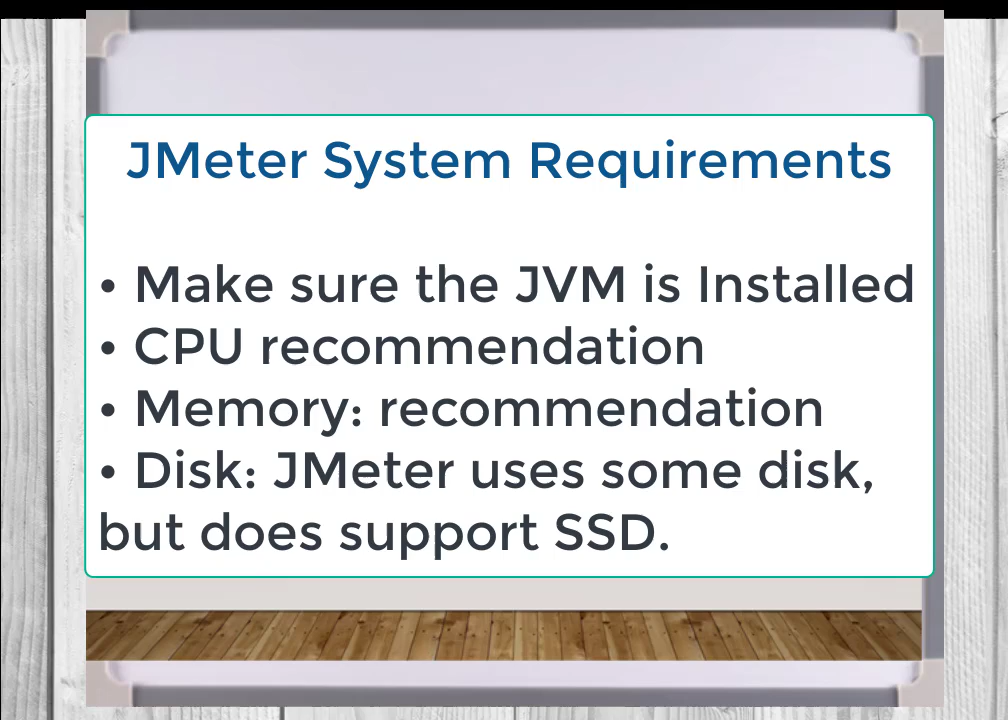 JMeter System Requirements
• Make sure the JVM is Installed
• CPU recommendation
• Memory: recommendation
• Disk: JMeter uses some disk,
but does support SSD.